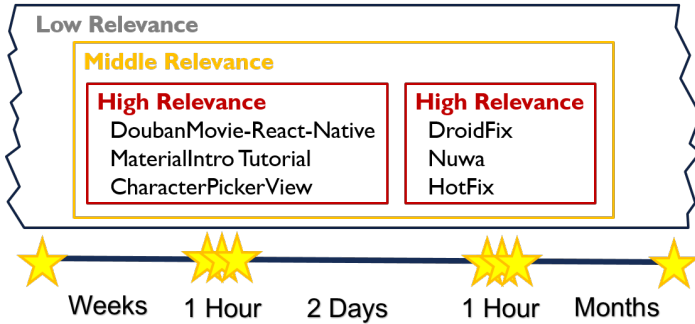 Low Relevance
Middle Relevance
High Relevance
DoubanMovie-React-Native
MaterialIntro Tutorial
CharacterPickerView
High Relevance
DroidFix
Nuwa
HotFix
Weeks 1 Hour 2 Days 1 Hour Months